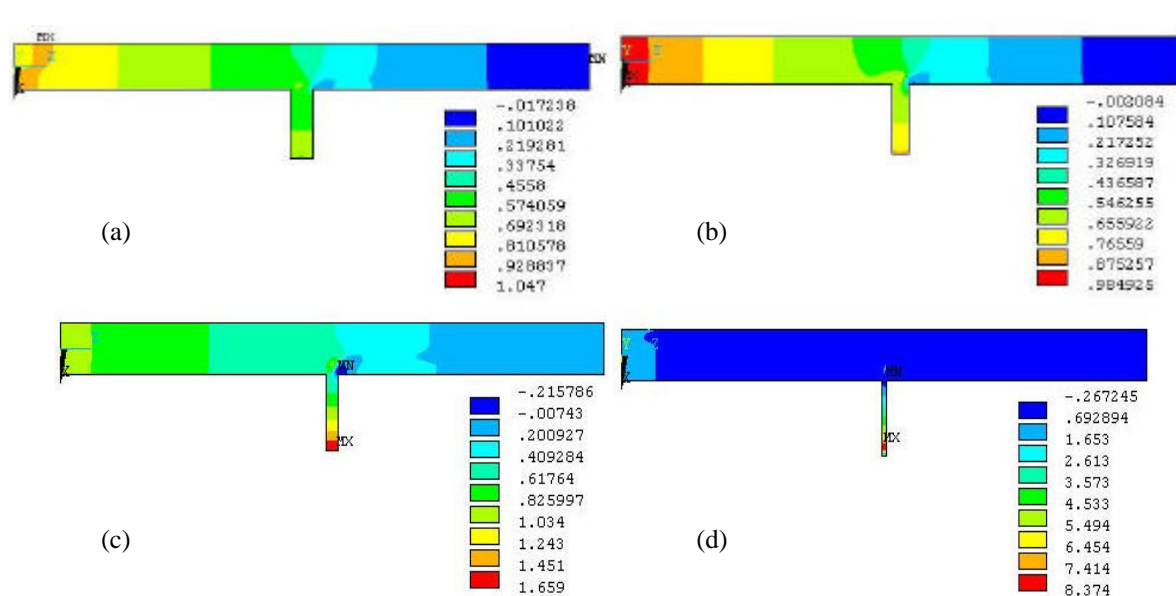 MX
Y Z
X
MN
-.017238
.101022
.219281
.33754
.4558
.574059
.692318
.810578
.928837
1.047
(a)
Y Z
-.002084
.107584
.217252
.326919
.436587
.546255
.655922
.76559
.875257
.984925
(b)
X
MN
MX
-.215786
-.00743
.200927
.409284
.61764
.825997
1.034
1.243
1.451
1.659
(c)
Y Z
X
MN
MX
-.267245
.692894
1.653
2.613
3.573
4.533
5.494
6.454
7.414
8.374
(d)